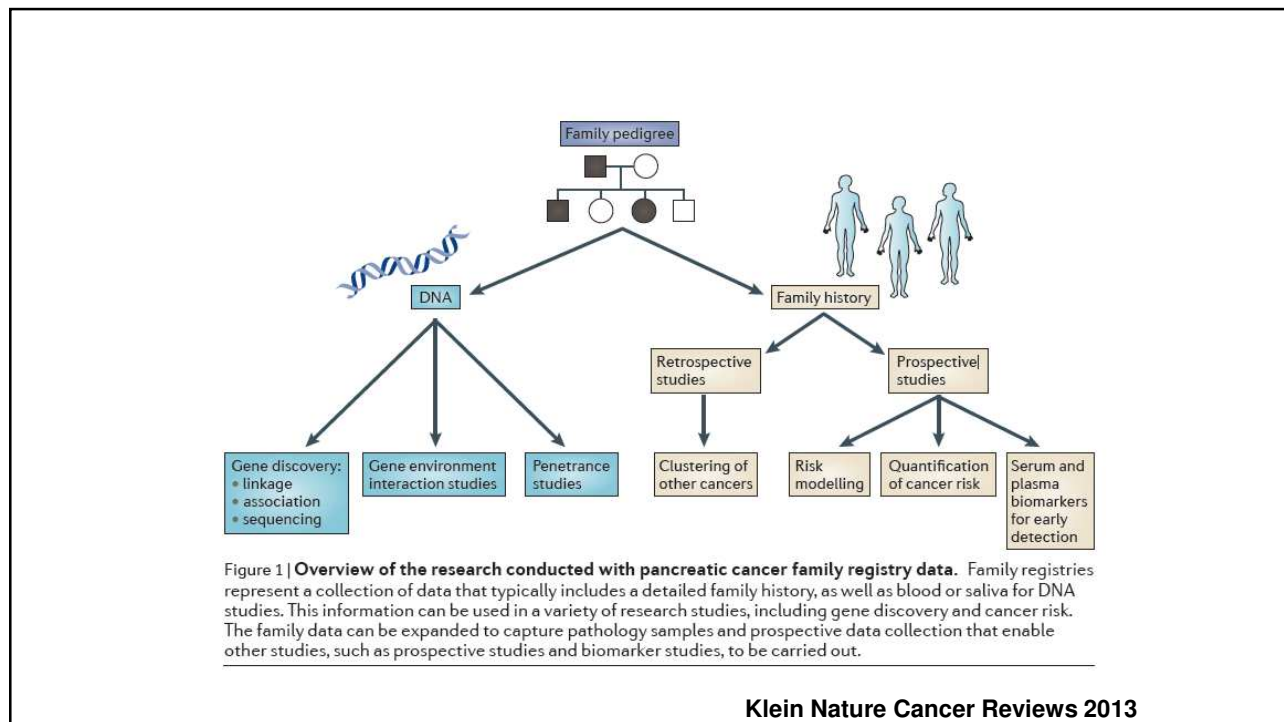 Family pedigree
DNA
Family history
Retrospective
studies
Prospective
studies
Gene discovery:
• linkage
• association
• sequencing
Gene environment
interaction studies
Penetrance
studies
Clustering of
other cancers
Risk
modelling
Quantification
of cancer risk
Serum and
plasma
biomarkers
for early
detection
Figure 1 | Overview of the research conducted with pancreatic cancer family registry data. Family registries
represent a collection of data that typically includes a detailed family history, as well as blood or saliva for DNA
studies. This information can be used in a variety of research studies, including gene discovery and cancer risk.
The family data can be expanded to capture pathology samples and prospective data collection that enable
other studies, such as prospective studies and biomarker studies, to be carried out.
Klein Nature Cancer Reviews 2013